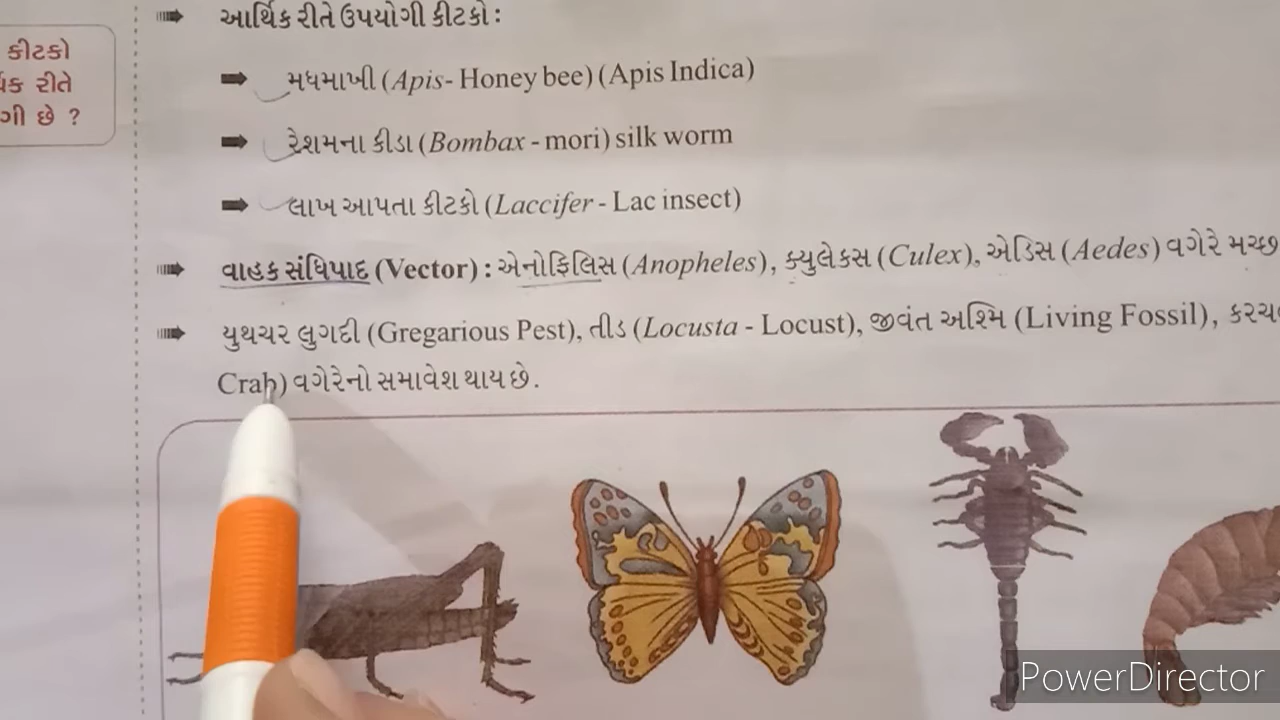 આર્થિક રીતે ઉપયોગી કીટકો :
કીટકો
રીતે
છે ?
મધમાખી (Apis- Honey bee) (Apis Indica)
રેશમના કીડા (Bombax - mori) silk worm
લાખ આપતા કીટકો (Laccifer - Lac insect)
વાહક સંધિપાદ (Vector) : એનોફિલિસ (Anopheles), ક્યુલેકસ (Culex), એડિસ (Aedes) વગેરે
યુથચર લુગદી (Gregarious Pest), તીડ (Locusta - Locust), જીવંત અશ્મિ (Living Fossil),
Crab) વગેરેનો સમાવેશ થાય છે.
PowerDirector